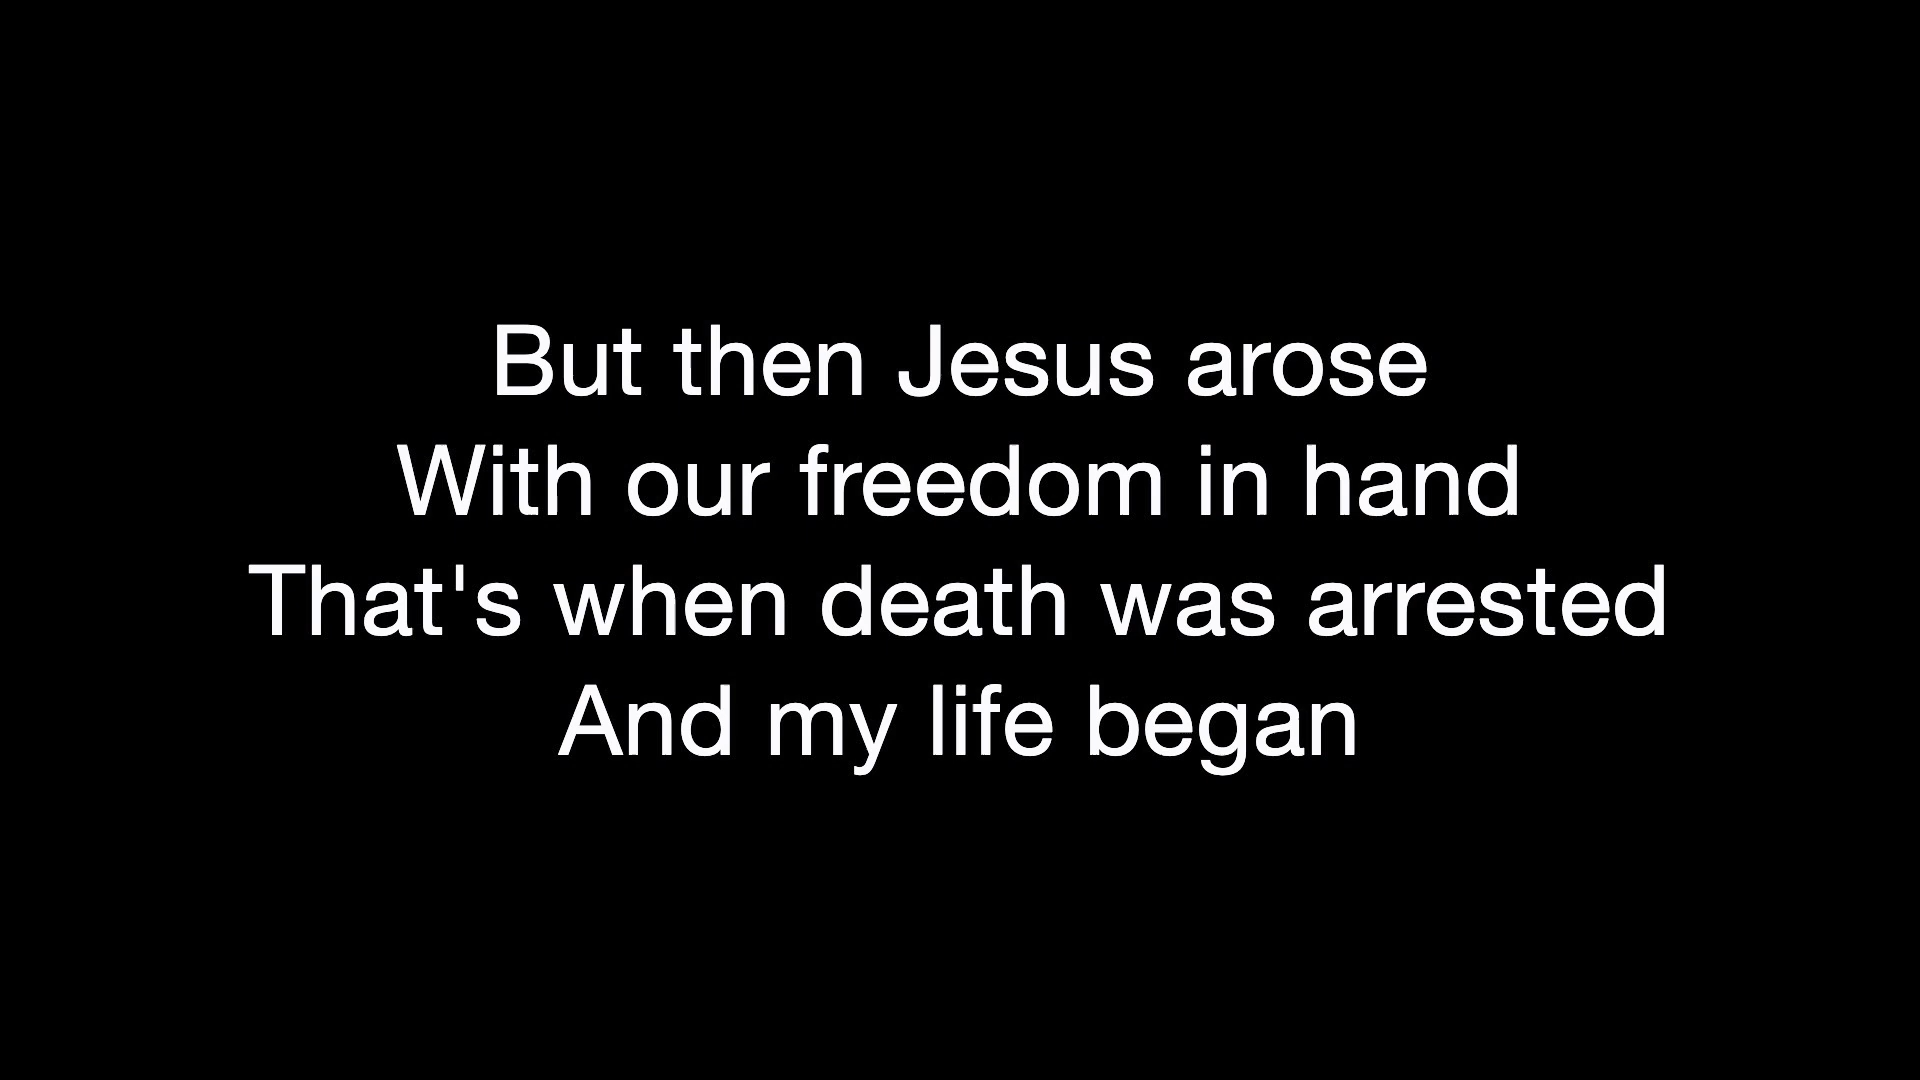 But then Jesus arose
With our freedom in hand
That's when death was arrested
And my life began